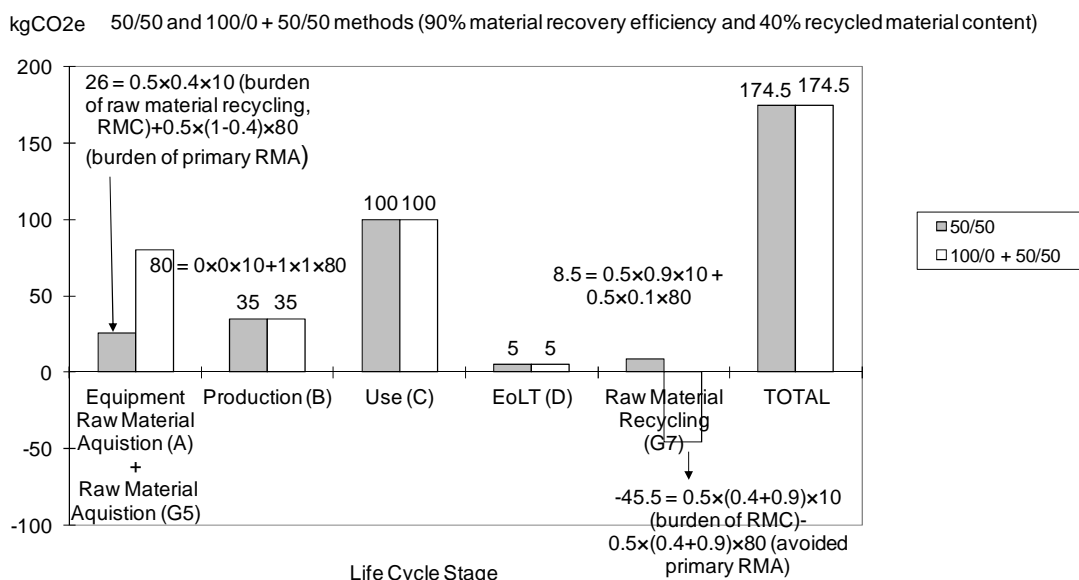 kgCO2e 50/50 and 100/0 + 50/50 methods (90% material recovery efficiency and 40% recycled material content)
200
150
100
50
0
-50
-100
26 = 0.5×0.4×10 (burden
of raw material recycling,
RMC)+0.5×(1-0.4)×80
(burden of primary RMA)
80 = 0×0×10+1×1×80
35 35
100 100
5 5
8.5 = 0.5×0.9×10 +
0.5×0.1×80
174.5 174.5
-45.5 = 0.5×(0.4+0.9)×10
(burden of RMC)-
0.5×(0.4+0.9)×80 (avoided
primary RMA)
Equipment
Raw Material
Aquistion (A)
+
Raw Material
Aquistion (G5)
Production (B)
Use (C)
EoLT (D)
Raw Material
Recycling
(G7)
TOTAL
Life Cycle Stage
50/50
100/0 + 50/50